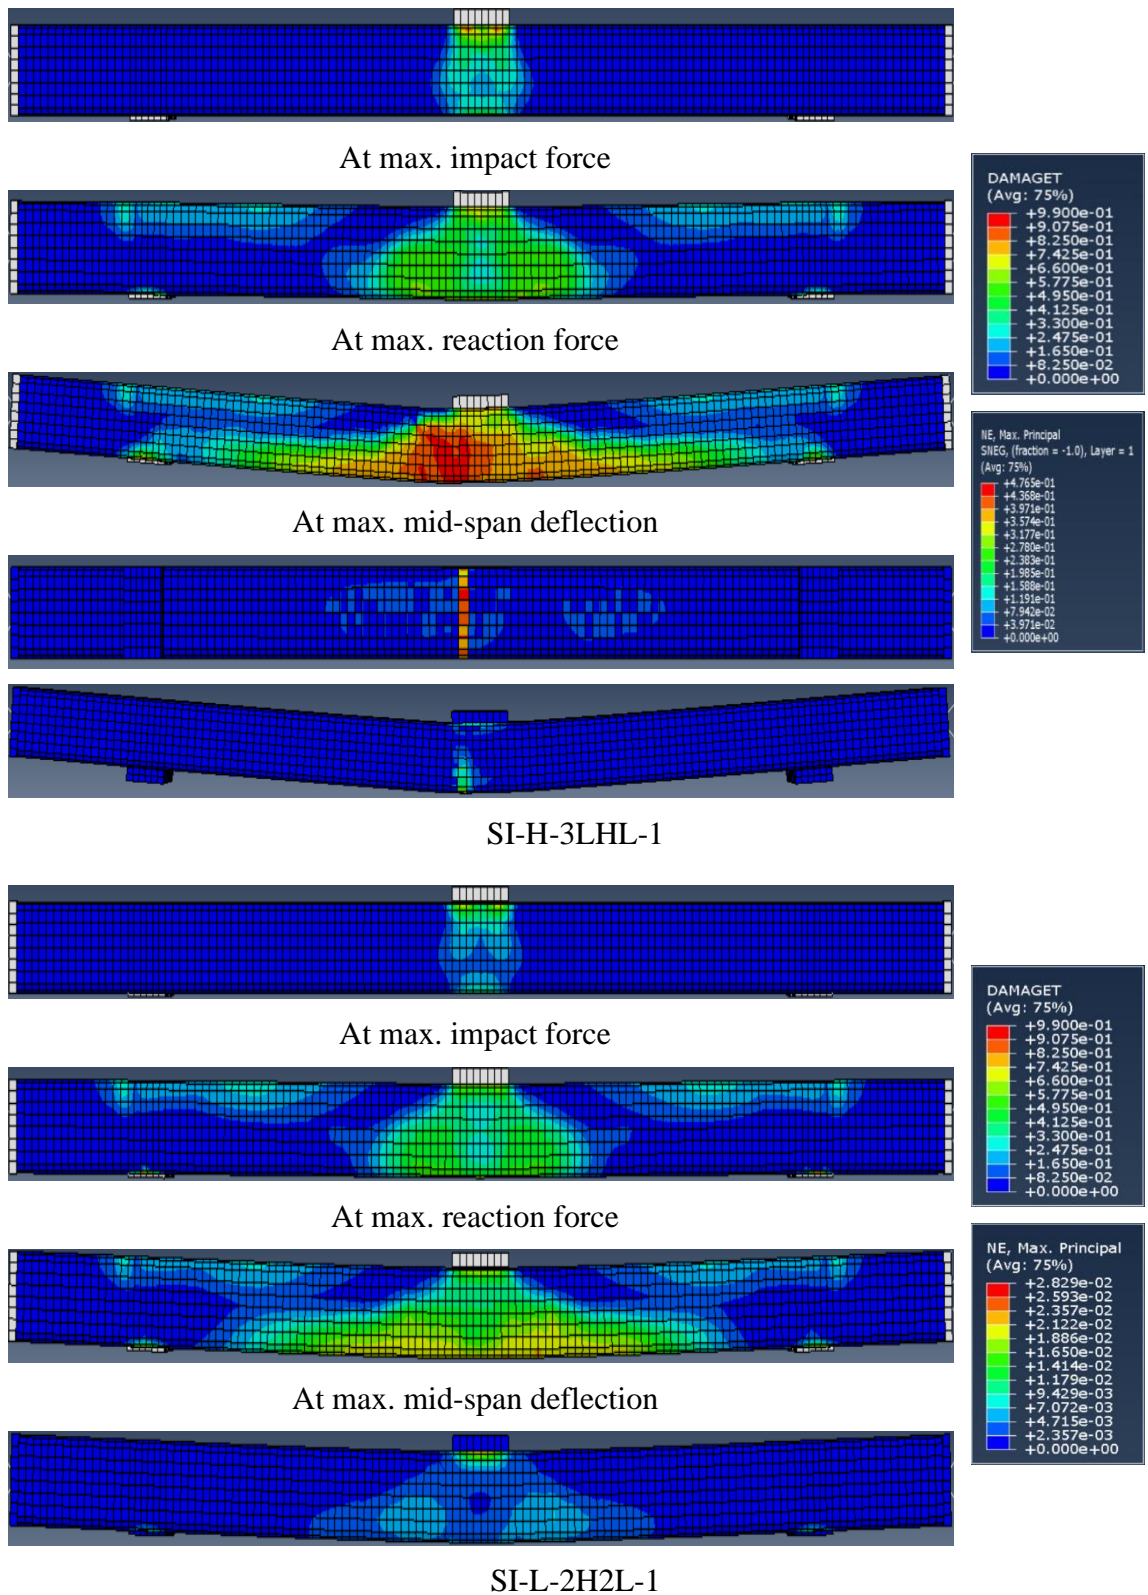 At max. impact force
DAMAGET
(Avg: 75%)
+9.900e-01
+9.075e-01
+8.250e-01
+7.425e-01
+6.600e-01
+5.775e-01
+4.950e-01
+4.125e-01
+3.300e-01
+2.475e-01
+1.650e-01
+8.250e-02
+0.000e+00
At max. reaction force
At max. mid-span deflection
NE, Max. Principal
SNEG, (fraction = -1.0), Layer = 1
(Avg: 75%)
+4.765e-01
+4.368e-01
+3.971e-01
+3.574e-01
+3.177e-01
+2.780e-01
+2.383e-01
+1.985e-01
+1.588e-01
+1.191e-01
+7.942e-02
+3.971e-02
+0.000e+00
SI-H-3LHL-1
At max. impact force
DAMAGET
(Avg: 75%)
+9.900e-01
+9.075e-01
+8.250e-01
+7.425e-01
+6.600e-01
+5.775e-01
+4.950e-01
+4.125e-01
+3.300e-01
+2.475e-01
+1.650e-01
+8.250e-02
+0.000e+00
At max. reaction force
At max. mid-span deflection
NE, Max. Principal
(Avg: 75%)
+2.829e-02
+2.593e-02
+2.357e-02
+2.122e-02
+1.886e-02
+1.650e-02
+1.414e-02
+1.179e-02
+9.429e-03
+7.072e-03
+4.715e-03
+2.357e-03
+0.000e+00
SI-L-2H2L-1